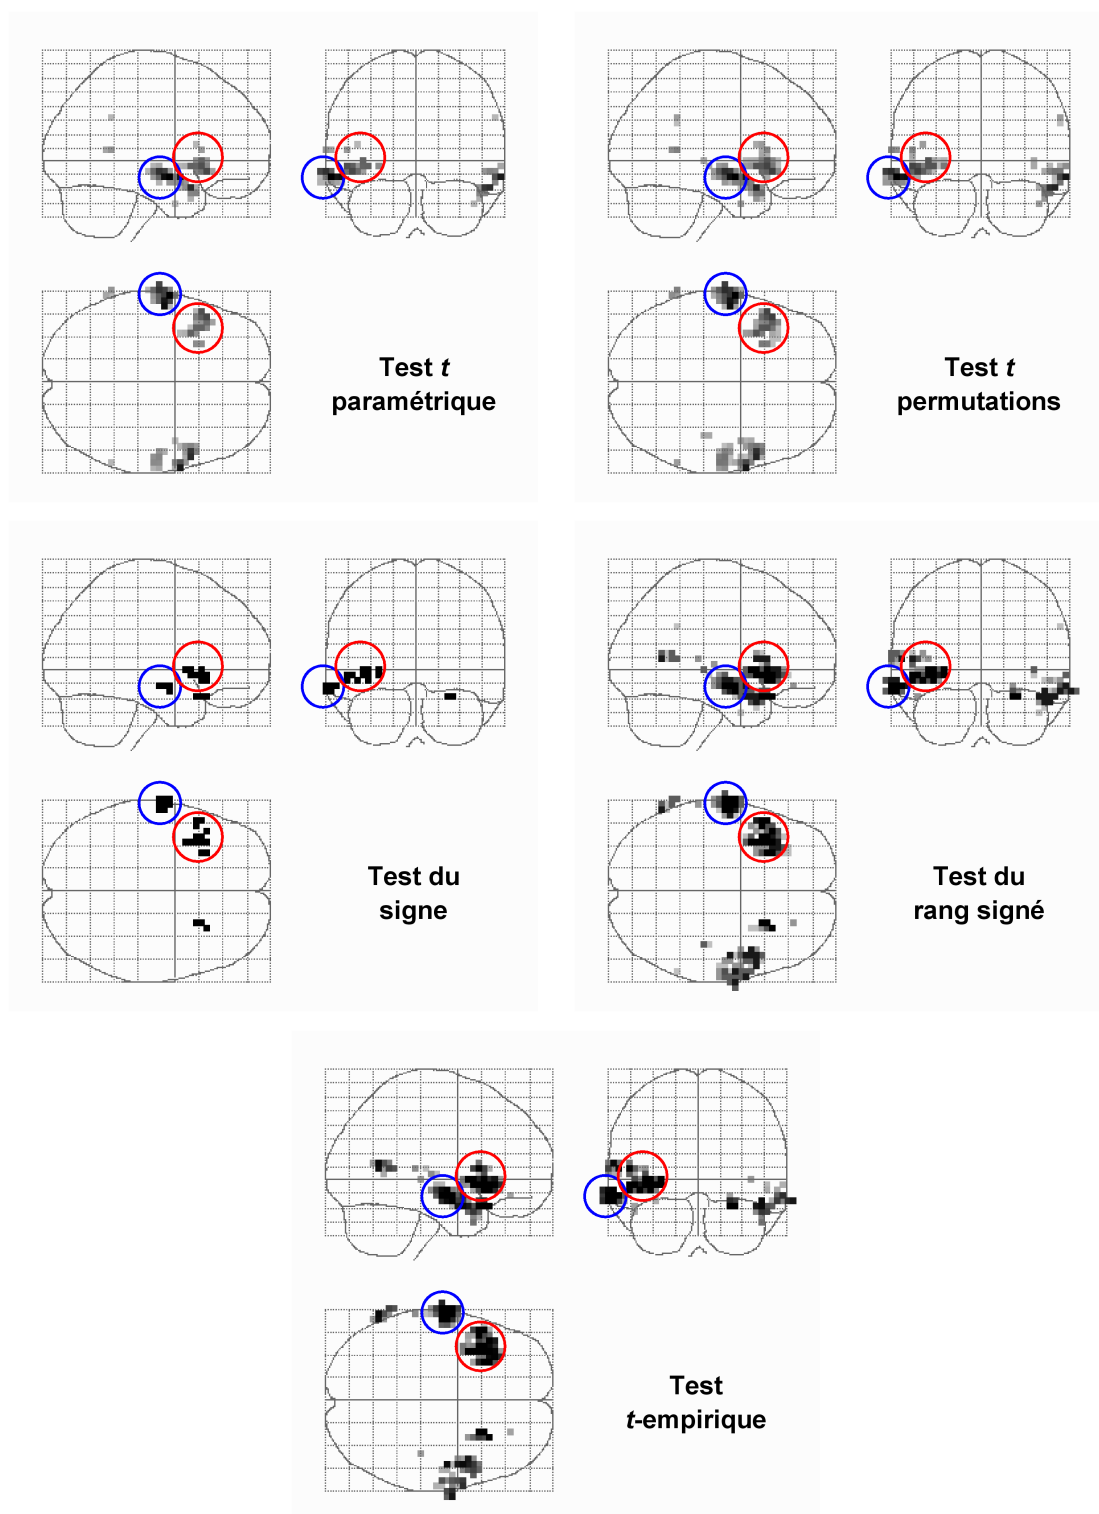 Test t
paramétrique
Test t
permutations
Test du
signe
Test du
rang signé
Test
t-empirique